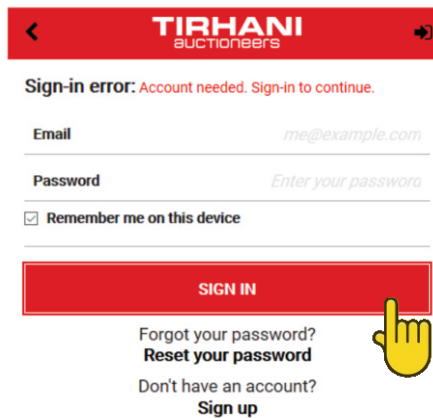 TIRHANI
auctioneers
Sign-in error: Account needed. Sign-in to continue.
Email me@example.com
Password Enter your password
Remember me on this device
SIGN IN
Forgot your password?
Reset your password
Don't have an account?
Sign up